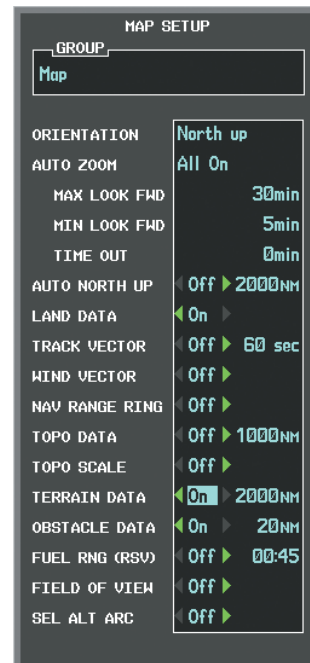 MAP SETUP
GROUP
Map
ORIENTATION North up
AUTO ZOOM All On
MAX LOOK FWD 30min
MIN LOOK FWD 5min
TIME OUT 0min
AUTO NORTH UP Off 2000NM
LAND DATA On
TRACK VECTOR Off 60 sec
WIND VECTOR Off
NAV RANGE RING Off
TOPO DATA Off 1000NM
TOPO SCALE Off
TERRAIN DATA On 2000NM
OBSTACLE DATA On 20NM
FUEL RNG (RSV) Off 00:45
FIELD OF VIEW Off
SEL ALT ARC Off